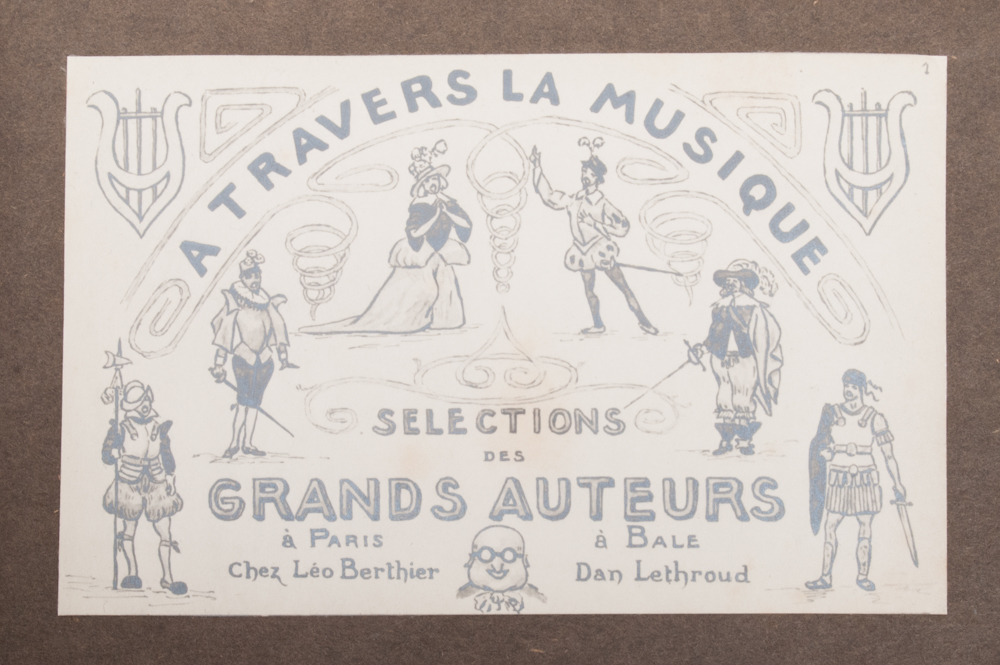 A TRAVERS LA MUSIQUE
SELECTIONS
DES
GRANDS AUTEURS
à PARIS
Chez Léo Berthier
à BALE
Dan Lethroud